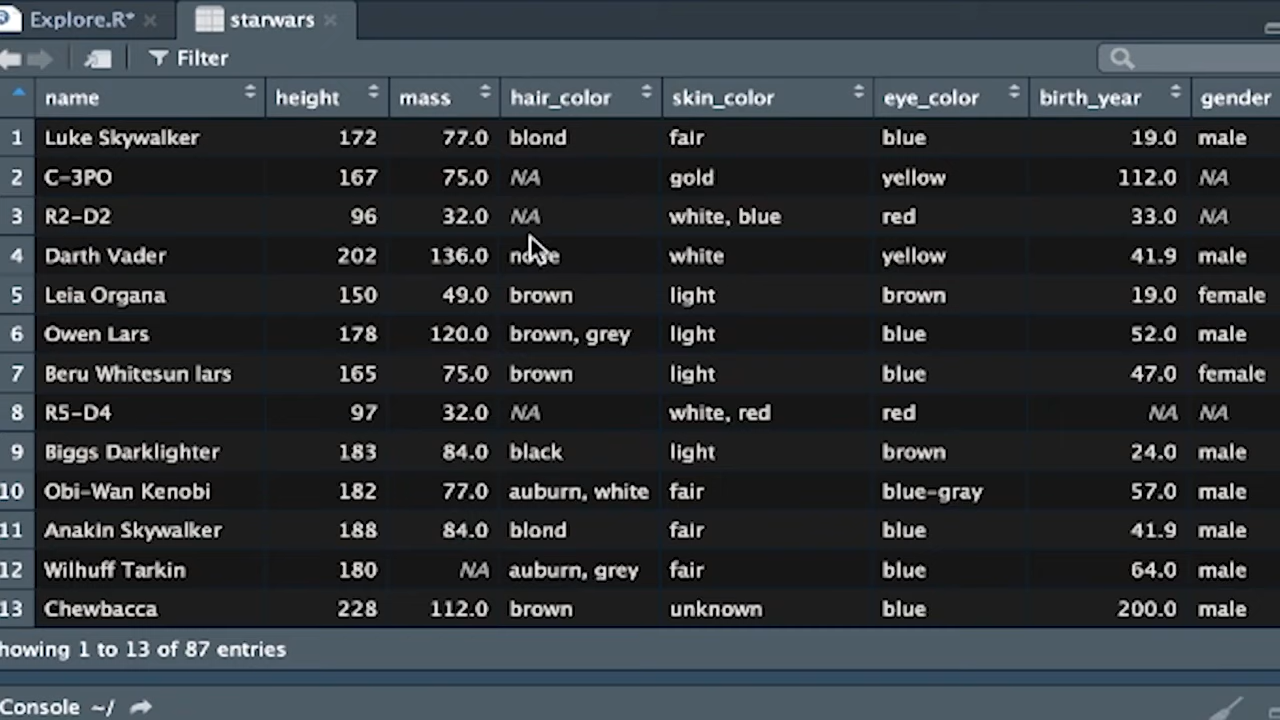 Explore.R* starwars
Filter
name height mass hair_color skin_color eye_color birth_year gender
1 Luke Skywalker 172 77.0 blond fair blue 19.0 male
2 C-3PO 167 75.0 NA gold yellow 112.0 NA
3 R2-D2 96 32.0 NA white, blue red 33.0 NA
4 Darth Vader 202 136.0 none white yellow 41.9 male
5 Leia Organa 150 49.0 brown light brown 19.0 female
6 Owen Lars 178 120.0 brown, grey light blue 52.0 male
7 Beru Whitesun lars 165 75.0 brown light blue 47.0 female
8 R5-D4 97 32.0 NA white, red red NA NA
9 Biggs Darklighter 183 84.0 black light brown 24.0 male
10 Obi-Wan Kenobi 182 77.0 auburn, white fair blue-gray 57.0 male
11 Anakin Skywalker 188 84.0 blond fair blue 41.9 male
12 Wilhuff Tarkin 180 NA auburn, grey fair blue 64.0 male
13 Chewbacca 228 112.0 brown unknown blue 200.0 male
howing 1 to 13 of 87 entries
Console ~/